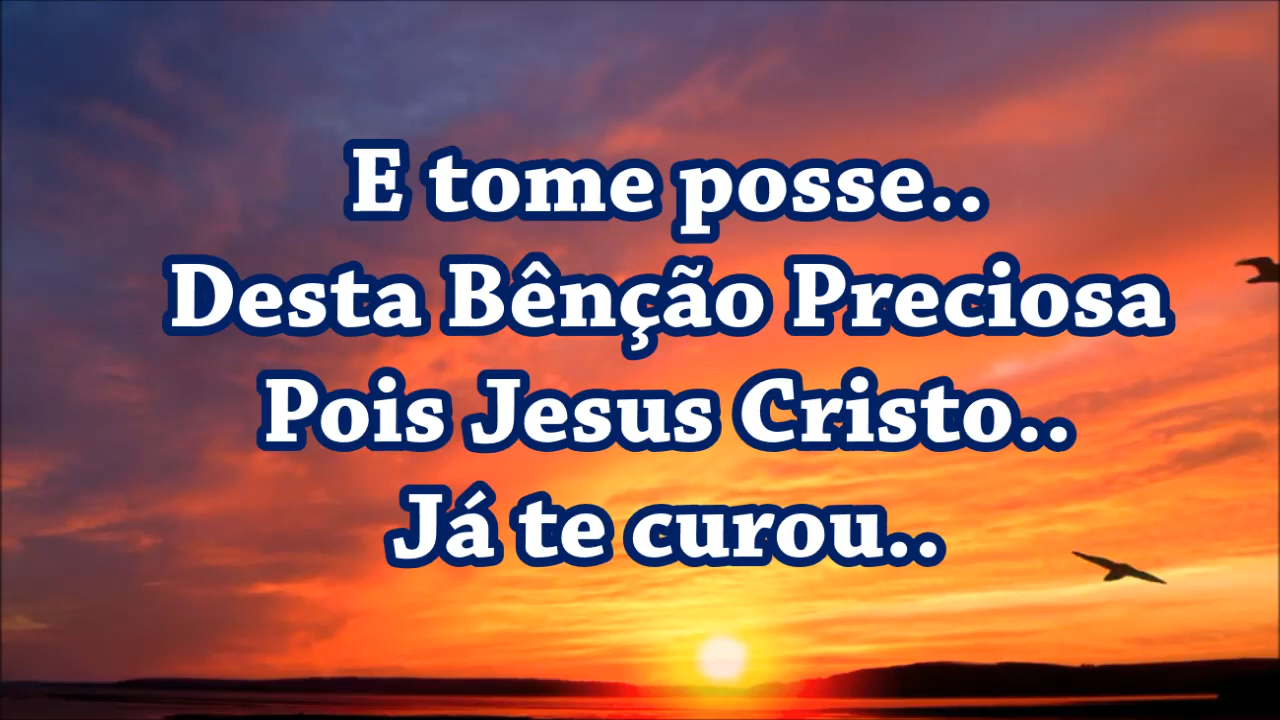 E tome posse..
Desta Bênção Preciosa
Pois Jesus Cristo..
Já te curou..